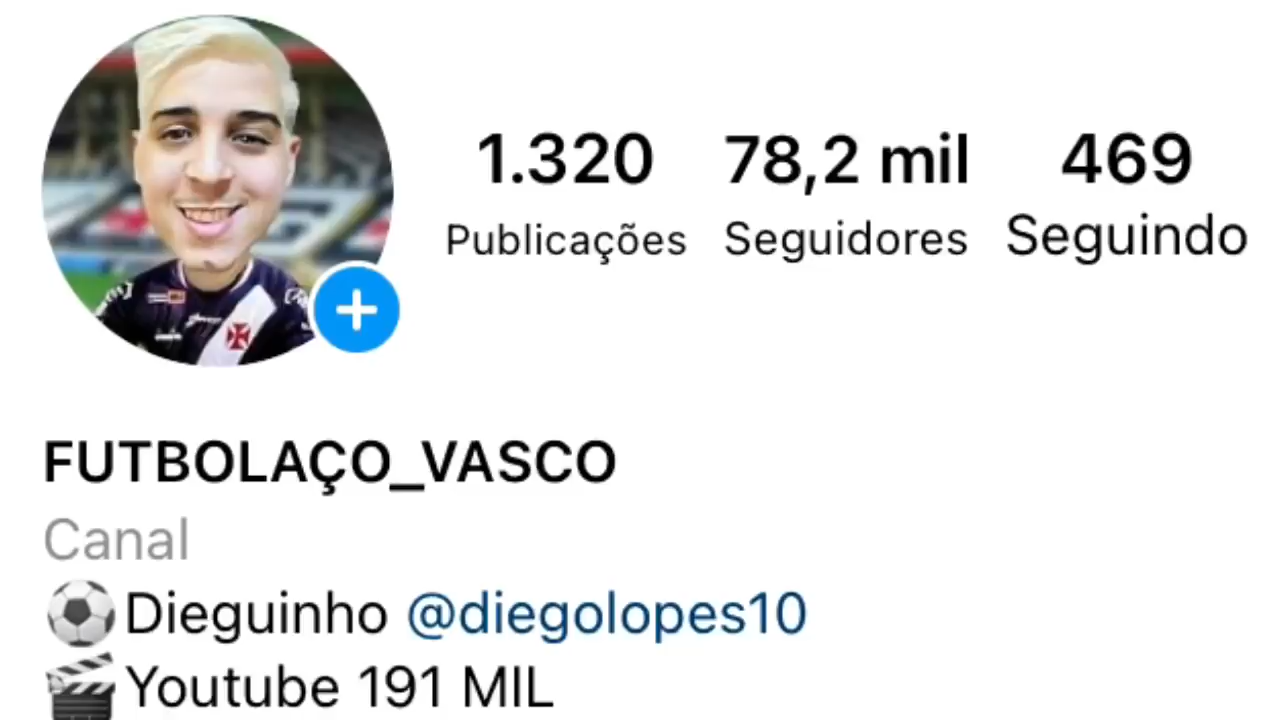 1.320 78,2 mil 469
Publicações Seguidores Seguindo
FUTBOLAÇO_VASCO
Canal
Dieguinho @diegolopes10
Youtube 191 MIL